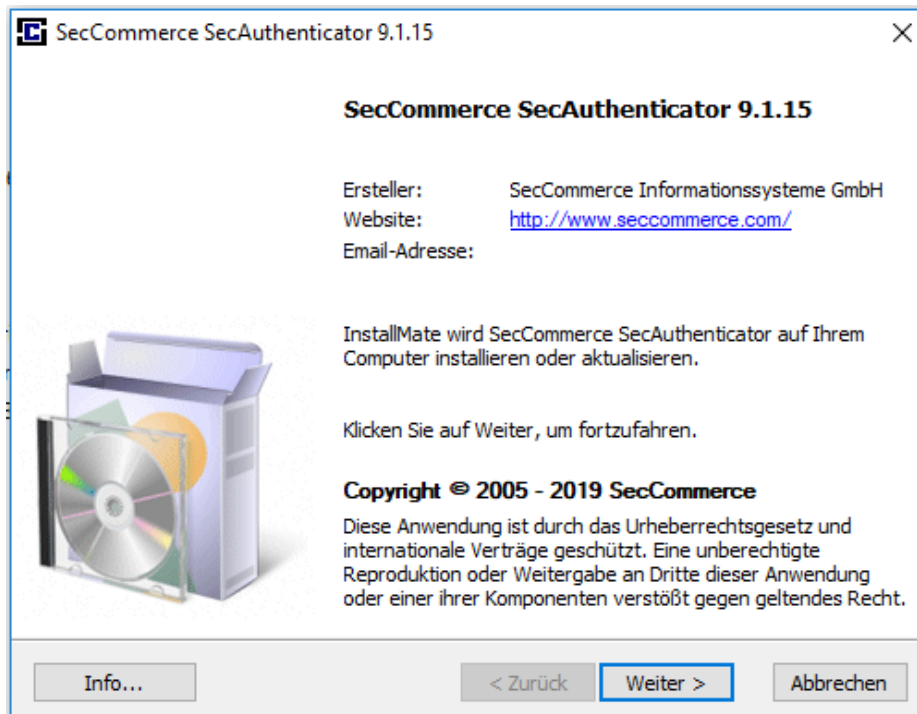 SecCommerce SecAuthenticator 9.1.15
SecCommerce SecAuthenticator 9.1.15
Ersteller: SecCommerce Informationssysteme GmbH
Website: http://www.seccommerce.com/
Email-Adresse:
InstallMate wird SecCommerce SecAuthenticator auf Ihrem
Computer installieren oder aktualisieren.
Klicken Sie auf Weiter, um fortzufahren.
Copyright © 2005 - 2019 SecCommerce
Diese Anwendung ist durch das Urheberrechtsgesetz und
internationale Verträge geschützt. Eine unberechtigte
Reproduktion oder Weitergabe an Dritte dieser Anwendung
oder einer ihrer Komponenten verstößt gegen geltendes Recht.
Info... < Zurück Weiter > Abbrechen